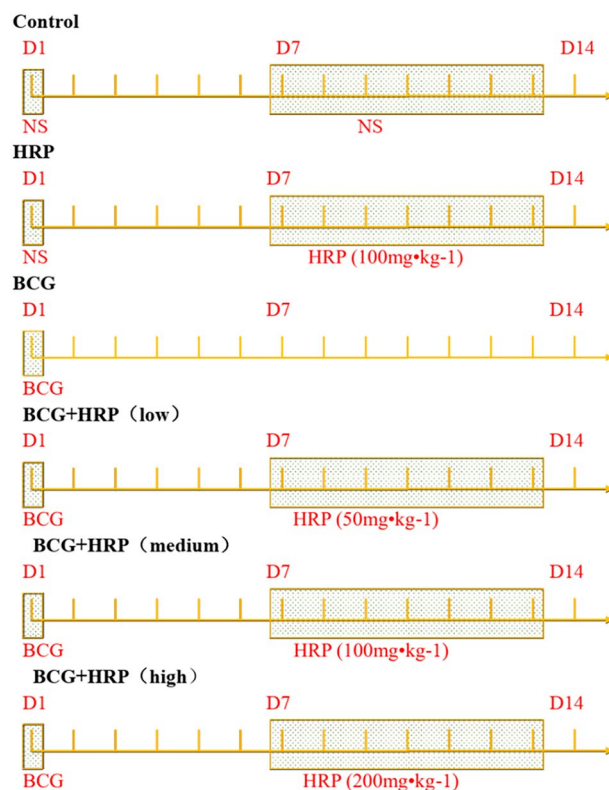 Control
D1 D7 D14
NS NS
HRP
D1 D7 D14
NS HRP (100mg•kg-1)
BCG
D1 D7 D14
BCG
BCG+HRP（low）
D1 D7 D14
BCG HRP (50mg•kg-1)
BCG+HRP（medium）
D1 D7 D14
BCG HRP (100mg•kg-1)
BCG+HRP（high）
D1 D7 D14
BCG HRP (200mg•kg-1)